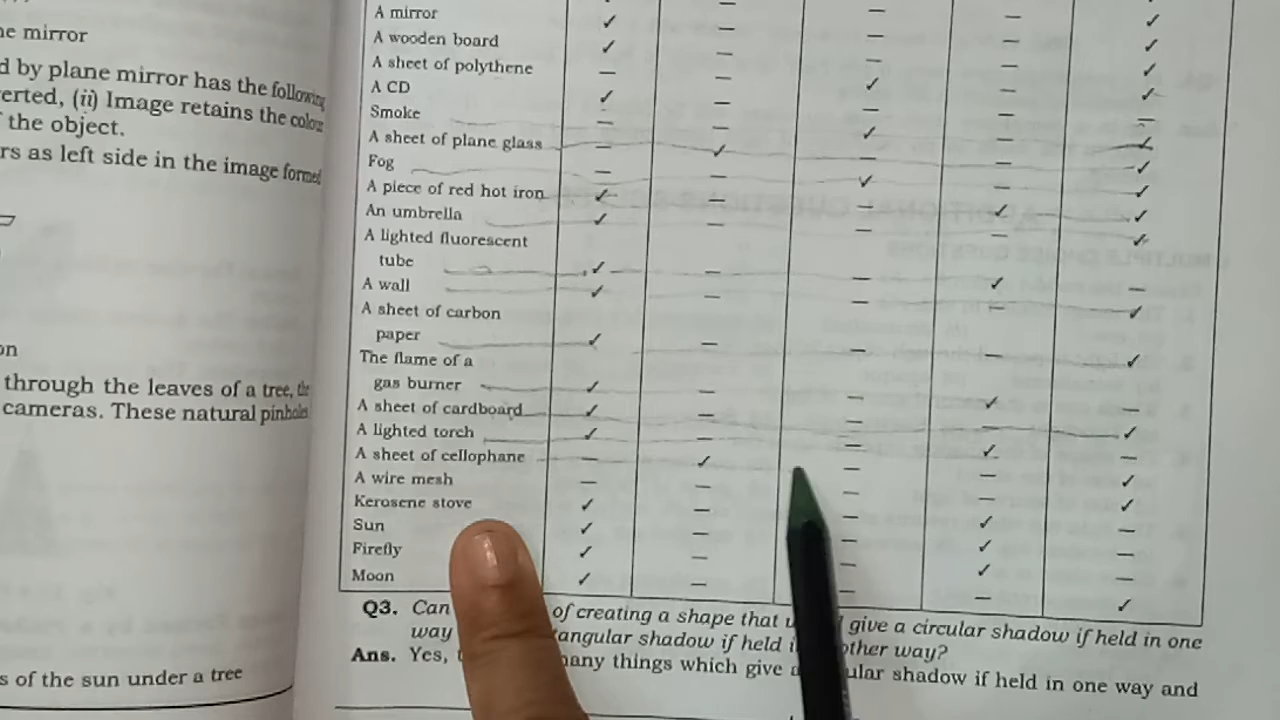 e mirror
d by plane mirror has the following
erted, (ii) Image retains the colour
the object.
rs as left side in the image formed
on
through the leaves of a tree, the
cameras. These natural pinholes
s of the sun under a tree
A mirror ✓ — — — ✓
A wooden board ✓ — — — ✓
A sheet of polythene — — ✓ — ✓
A CD ✓ — — — ✓
Smoke — — ✓ — ✓
A sheet of plane glass — ✓ — — ✓
Fog — — ✓ — ✓
A piece of red hot iron ✓ — — ✓ —
An umbrella ✓ — — — ✓
A lighted fluorescent
tube ✓ — — ✓ —
A wall ✓ — — — ✓
A sheet of carbon
paper ✓ — — — ✓
The flame of a
gas burner ✓ — — ✓ —
A sheet of cardboard ✓ — — — ✓
A lighted torch ✓ — — ✓ —
A sheet of cellophane — ✓ — — ✓
A wire mesh — — — — ✓
Kerosene stove ✓ — — ✓ —
Sun ✓ — — ✓ —
Firefly ✓ — — ✓ —
Moon ✓ — — — ✓
Q3. Can of creating a shape that give a circular shadow if held in one
way angular shadow if held other way?
Ans. Yes, many things which give a ular shadow if held in one way and